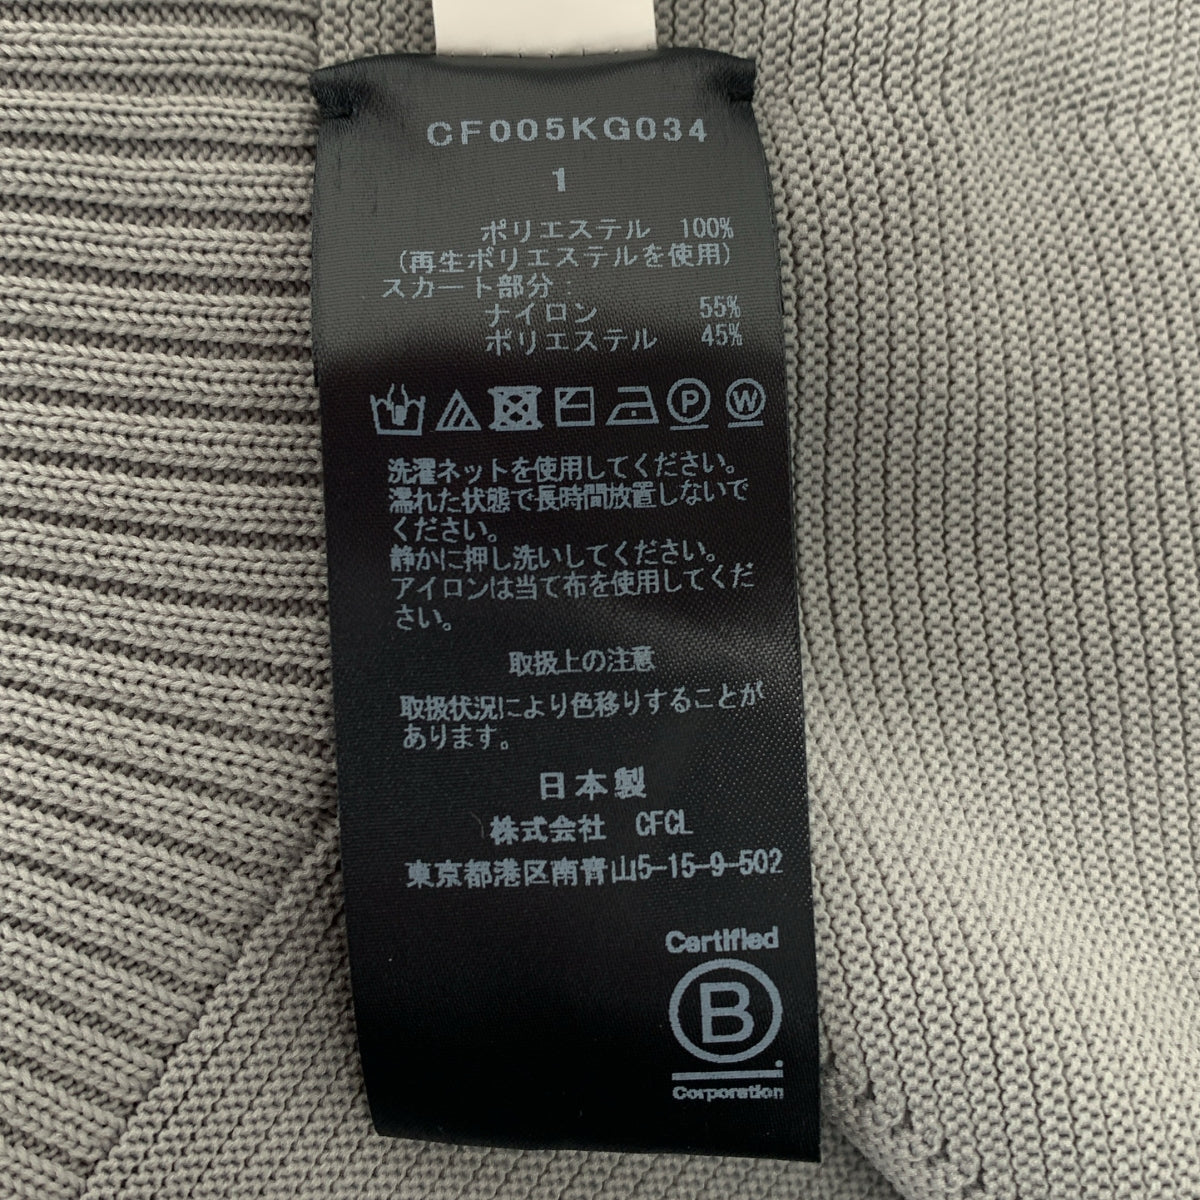 CF005KG034
1
ポリエステル 100%
(再生ポリエステルを使用)
スカート部分:
ナイロン 55%
ポリエステル 45%
P W
洗濯ネットを使用してください。
濡れた状態で長時間放置しないで
ください。
静かに押し洗いしてください。
アイロンは当て布を使用してくだ
さい。
取扱上の注意
取扱状況により色移りすることが
あります。
日本製
株式会社 CFCL
東京都港区南青山5-15-9-502
Certified
B
Corporation